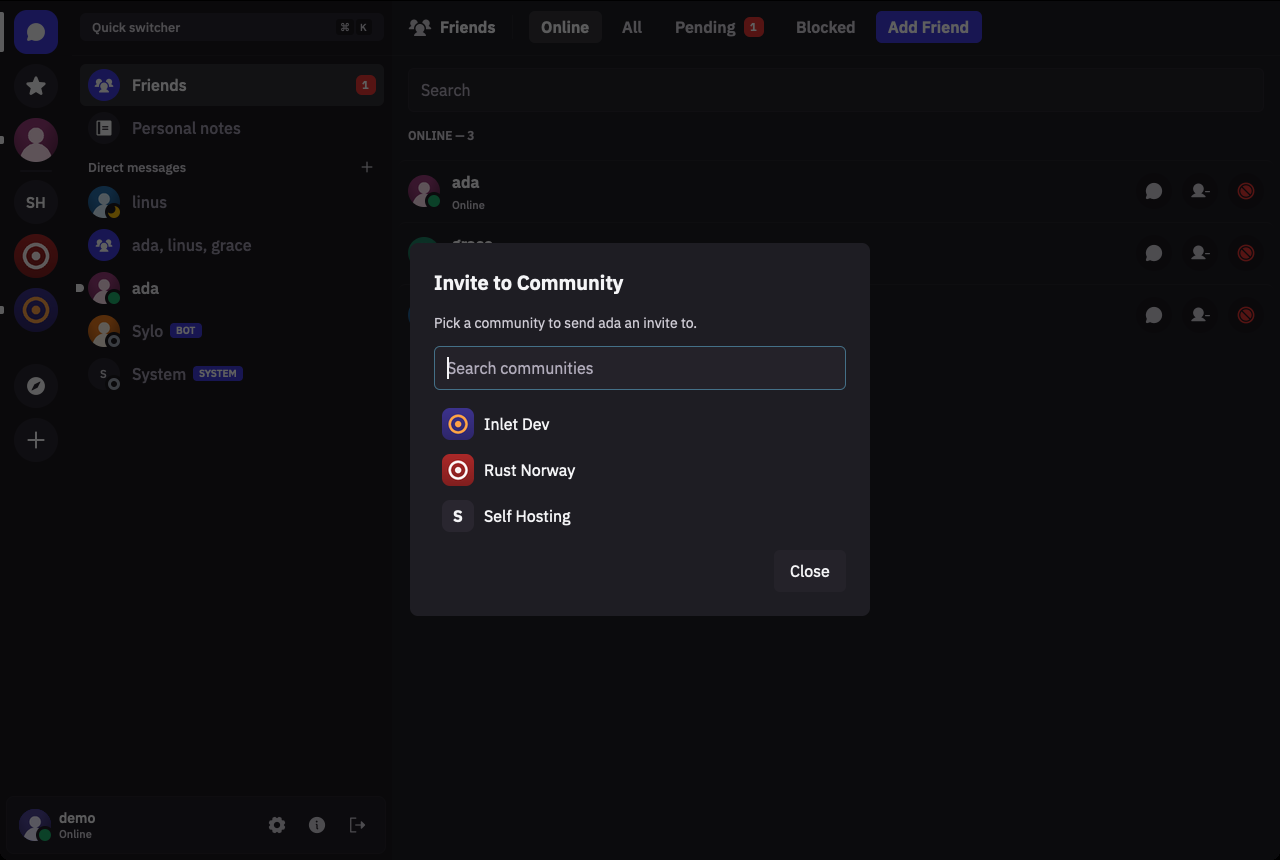 Quick switcher
⌘ K
Friends
Online
All
Pending
1
Blocked
Add Friend
SH
Friends
1
Personal notes
Direct messages
linus
ada, linus, grace
ada
Sylo BOT
S
System SYSTEM
Search
ONLINE — 3
ada
Online
Invite to Community
Pick a community to send ada an invite to.
Search communities
Inlet Dev
Rust Norway
S
Self Hosting
Close
demo
Online